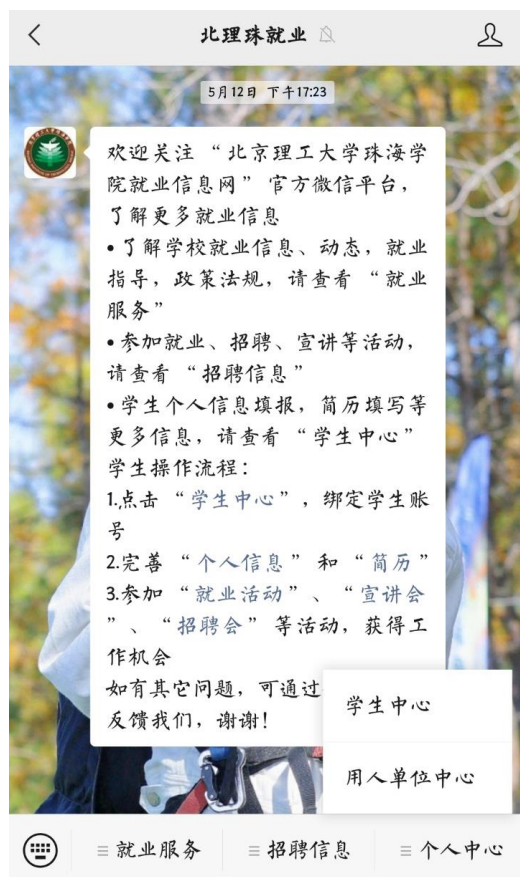 北理珠就业
5月12日 下午17:23
欢迎关注“北京理工大学珠海学
院就业信息网”官方微信平台，
了解更多就业信息
•了解学校就业信息、动态，就业
指导，政策法规，请查看“就业
服务”
•参加就业、招聘、宣讲等活动，
请查看“招聘信息”
•学生个人信息填报，简历填写等
更多信息，请查看“学生中心”
学生操作流程：
1.点击“学生中心”，绑定学生账
号
2.完善“个人信息”和“简历”
3.参加“就业活动”、“宣讲会
”、“招聘会”等活动，获得工
作机会
如有其它问题，可通过
反馈我们，谢谢！
学生中心
用人单位中心
就业服务
招聘信息
个人中心